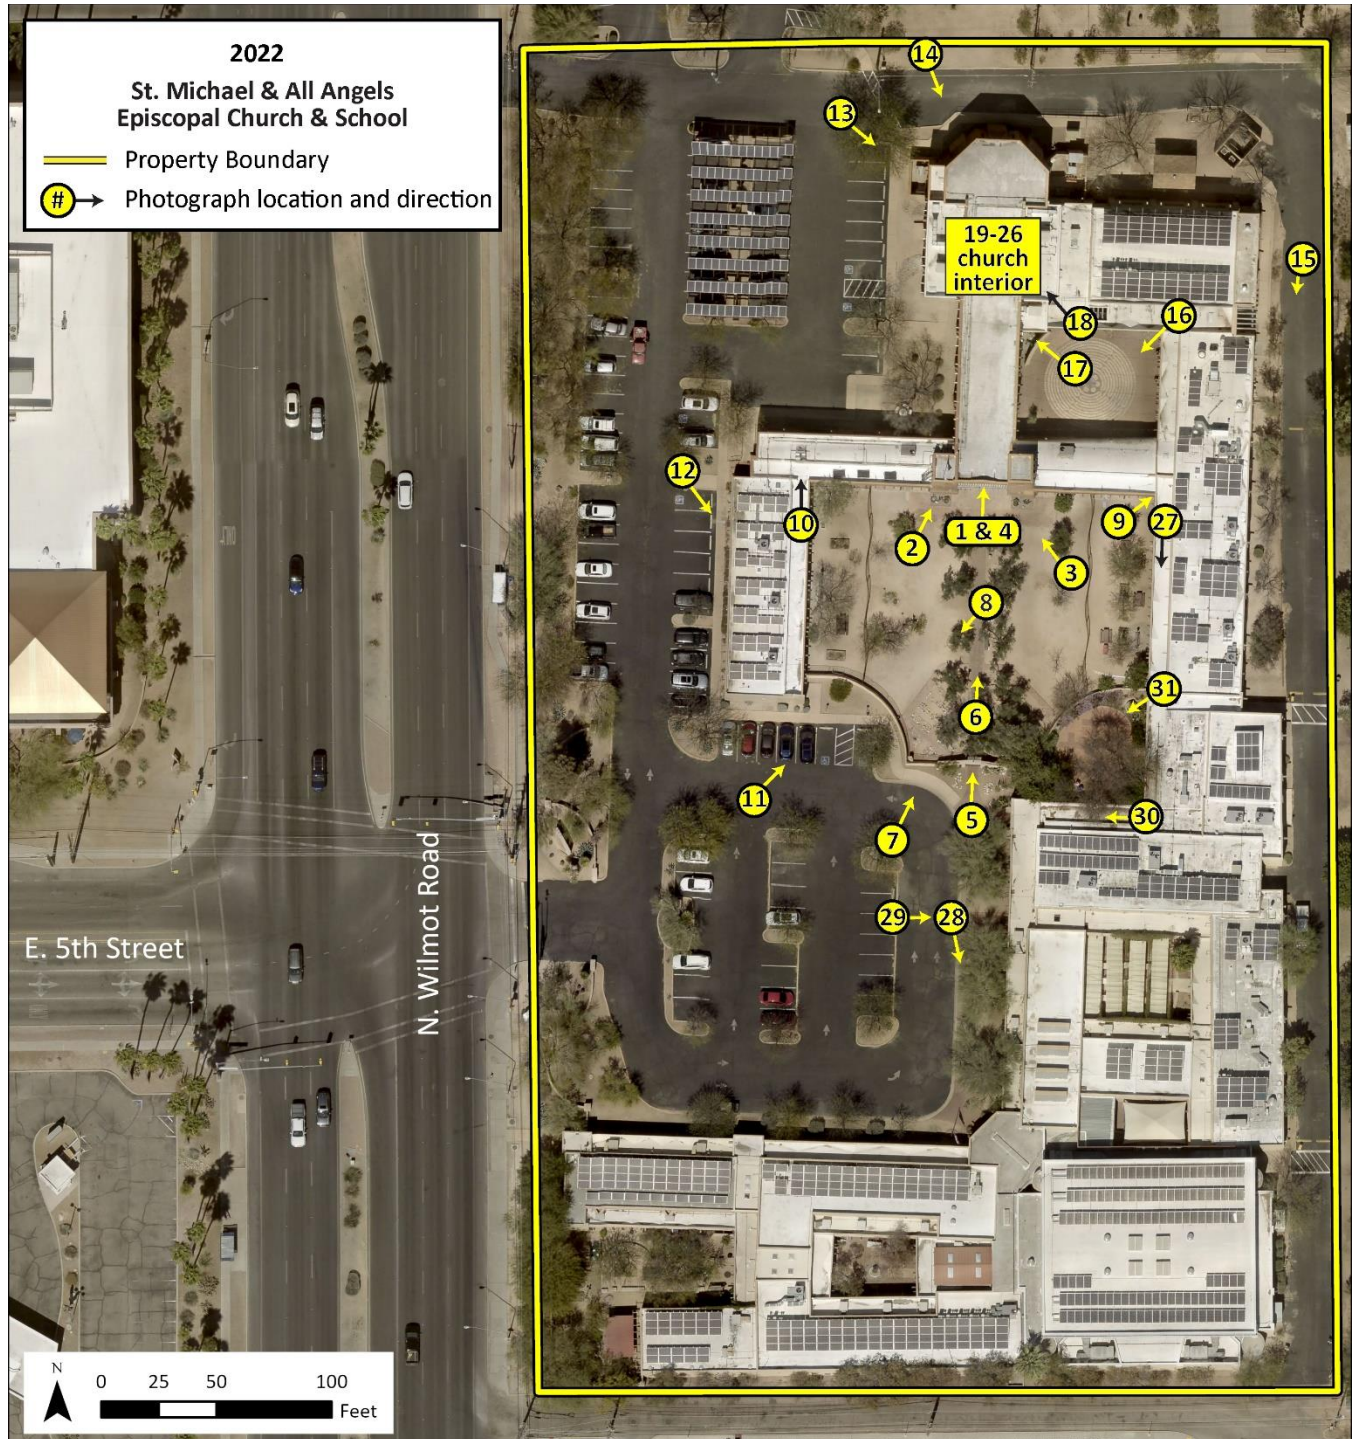 2022
St. Michael & All Angels
Episcopal Church & School
Property Boundary
# Photograph location and direction
14
13
19-26
church
interior
15
16
18
17
12
10
2
1 & 4
9
27
3
8
31
6
11
7
5
30
29
28
E. 5th Street
N. Wilmot Road
N
0 25 50 100
Feet